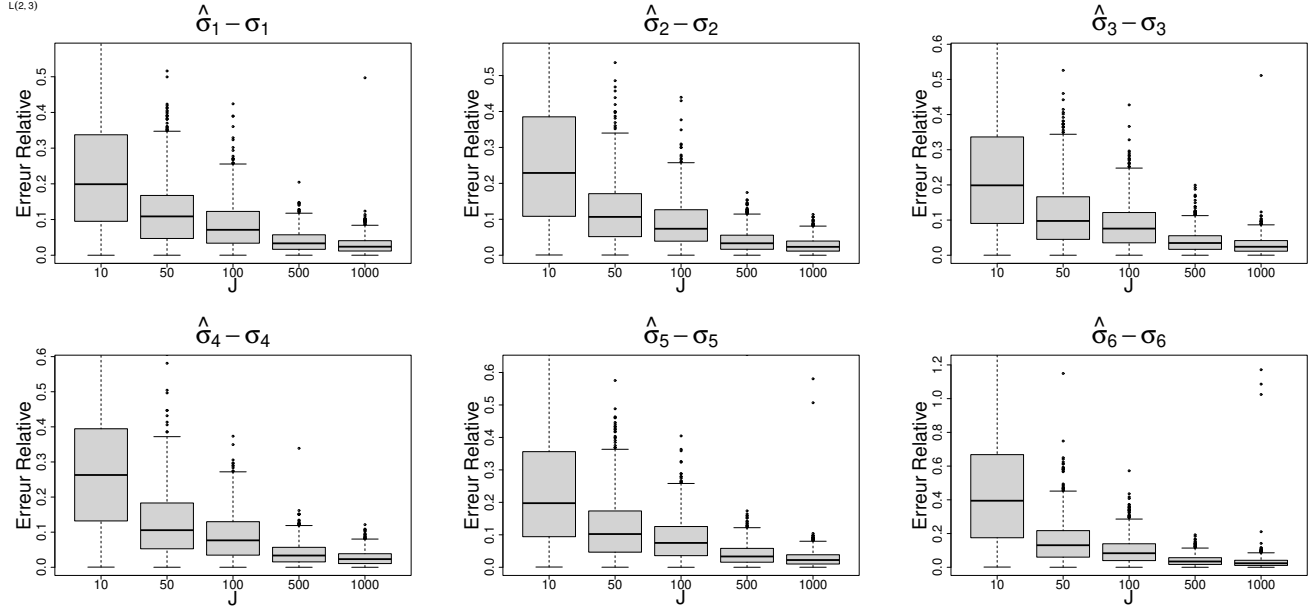 L(2, 3)
σ̂1 − σ1
Erreur Relative
0.0 0.1 0.2 0.3 0.4 0.5
10 50 100 500 1000
J
σ̂2 − σ2
Erreur Relative
0.0 0.1 0.2 0.3 0.4 0.5
10 50 100 500 1000
J
σ̂3 − σ3
Erreur Relative
0.0 0.1 0.2 0.3 0.4 0.5 0.6
10 50 100 500 1000
J
σ̂4 − σ4
Erreur Relative
0.0 0.1 0.2 0.3 0.4 0.5 0.6
10 50 100 500 1000
J
σ̂5 − σ5
Erreur Relative
0.0 0.1 0.2 0.3 0.4 0.5 0.6
10 50 100 500 1000
J
σ̂6 − σ6
Erreur Relative
0.0 0.2 0.4 0.6 0.8 1.0 1.2
10 50 100 500 1000
J